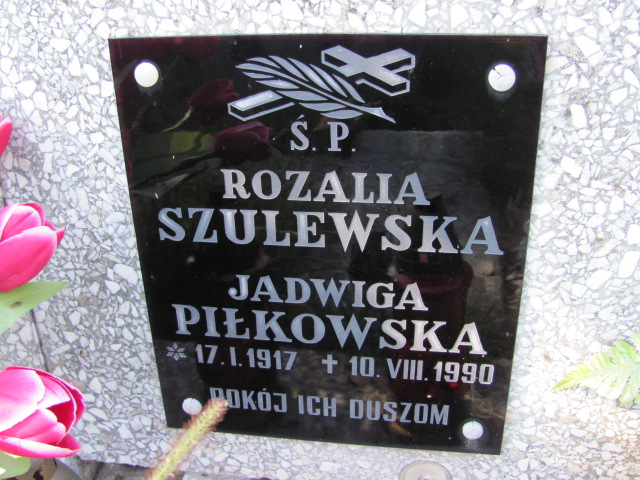 Ś. P.
ROZALIA
SZULEWSKA
JADWIGA
PIŁKOWSKA
* 17. I. 1917 + 10. VIII. 1990
POKÓJ ICH DUSZOM